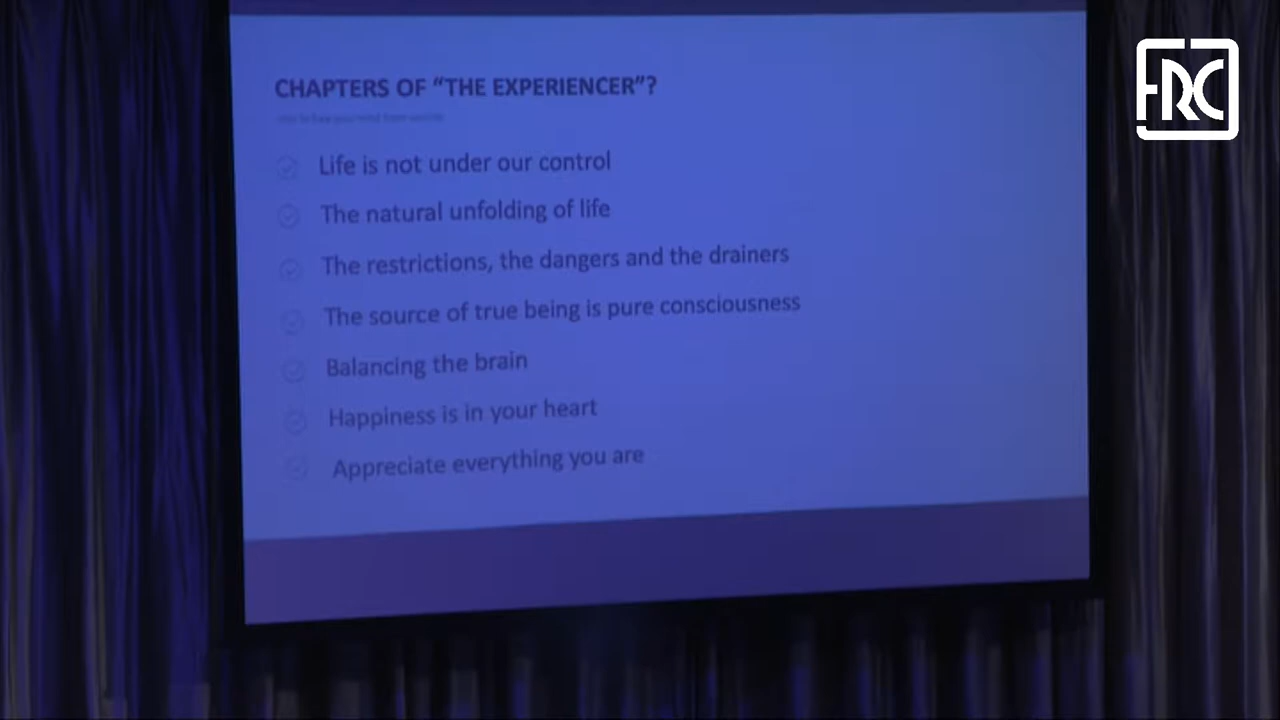 FRC
CHAPTERS OF “THE EXPERIENCER”?
Life is not under our control
The natural unfolding of life
The restrictions, the dangers and the drainers
The source of true being is pure consciousness
Balancing the brain
Happiness is in your heart
Appreciate everything you are